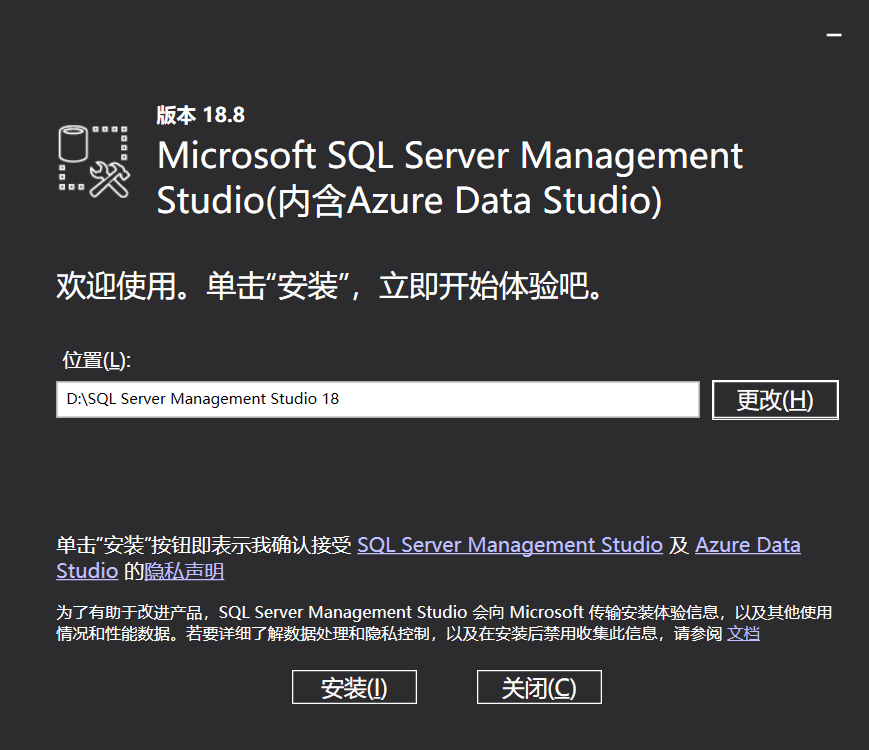 版本 18.8
Microsoft SQL Server Management
Studio(内含Azure Data Studio)
欢迎使用。单击“安装”，立即开始体验吧。
位置(L):
D:\SQL Server Management Studio 18
更改(H)
单击“安装”按钮即表示我确认接受 SQL Server Management Studio 及 Azure Data
Studio 的隐私声明
为了有助于改进产品，SQL Server Management Studio 会向 Microsoft 传输安装体验信息，以及其他使用
情况和性能数据。若要详细了解数据处理和隐私控制，以及在安装后禁用收集此信息，请参阅 文档
安装(I)
关闭(C)